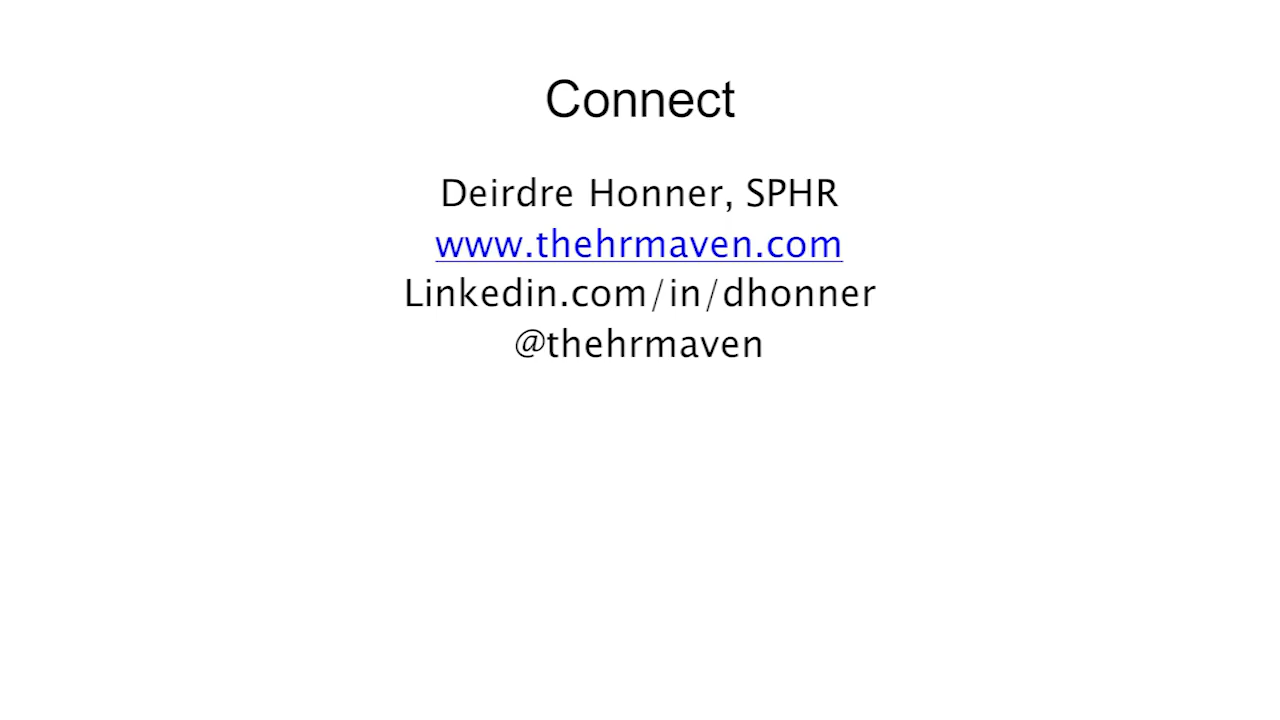 Connect
Deirdre Honner, SPHR
www.thehrmaven.com
Linkedin.com/in/dhonner
@thehrmaven